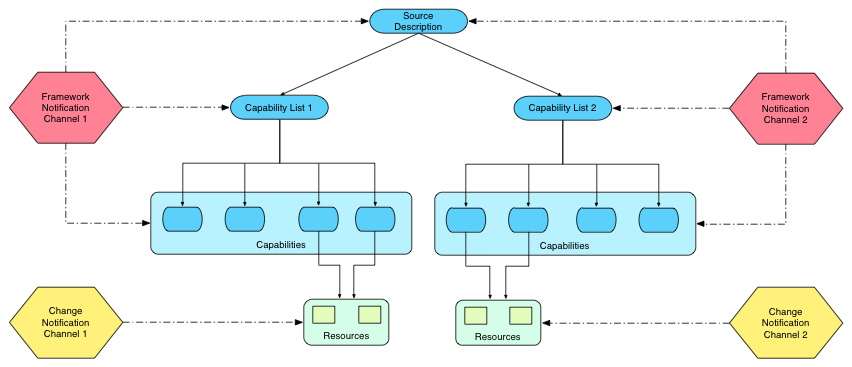 Source
Description
Framework
Notification
Channel 1
Capability List 1
Capability List 2
Framework
Notification
Channel 2
Capabilities
Capabilities
Change
Notification
Channel 1
Resources
Resources
Change
Notification
Channel 2